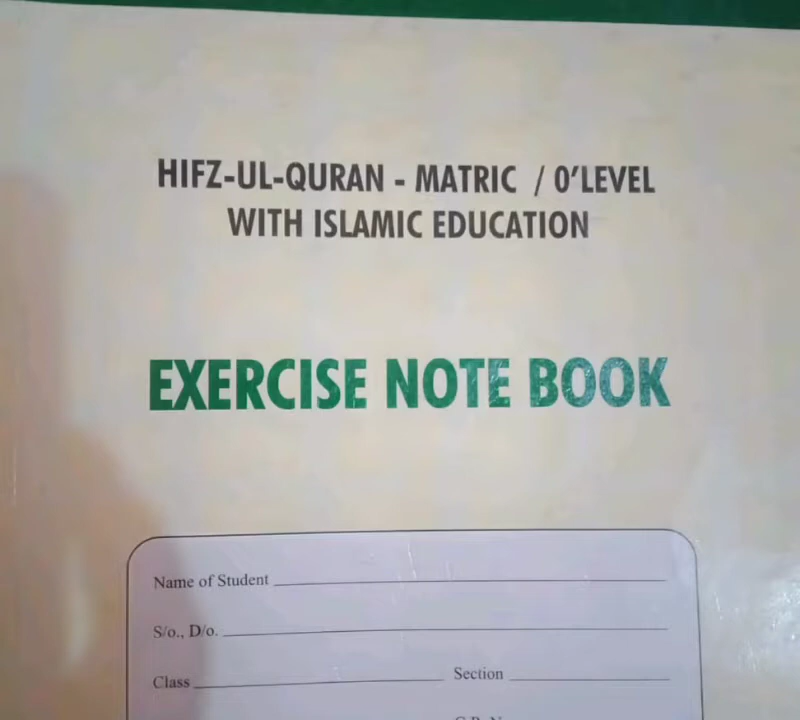 HIFZ-UL-QURAN - MATRIC / O'LEVEL
WITH ISLAMIC EDUCATION
EXERCISE NOTE BOOK
Name of Student
S/o., D/o.
Class Section